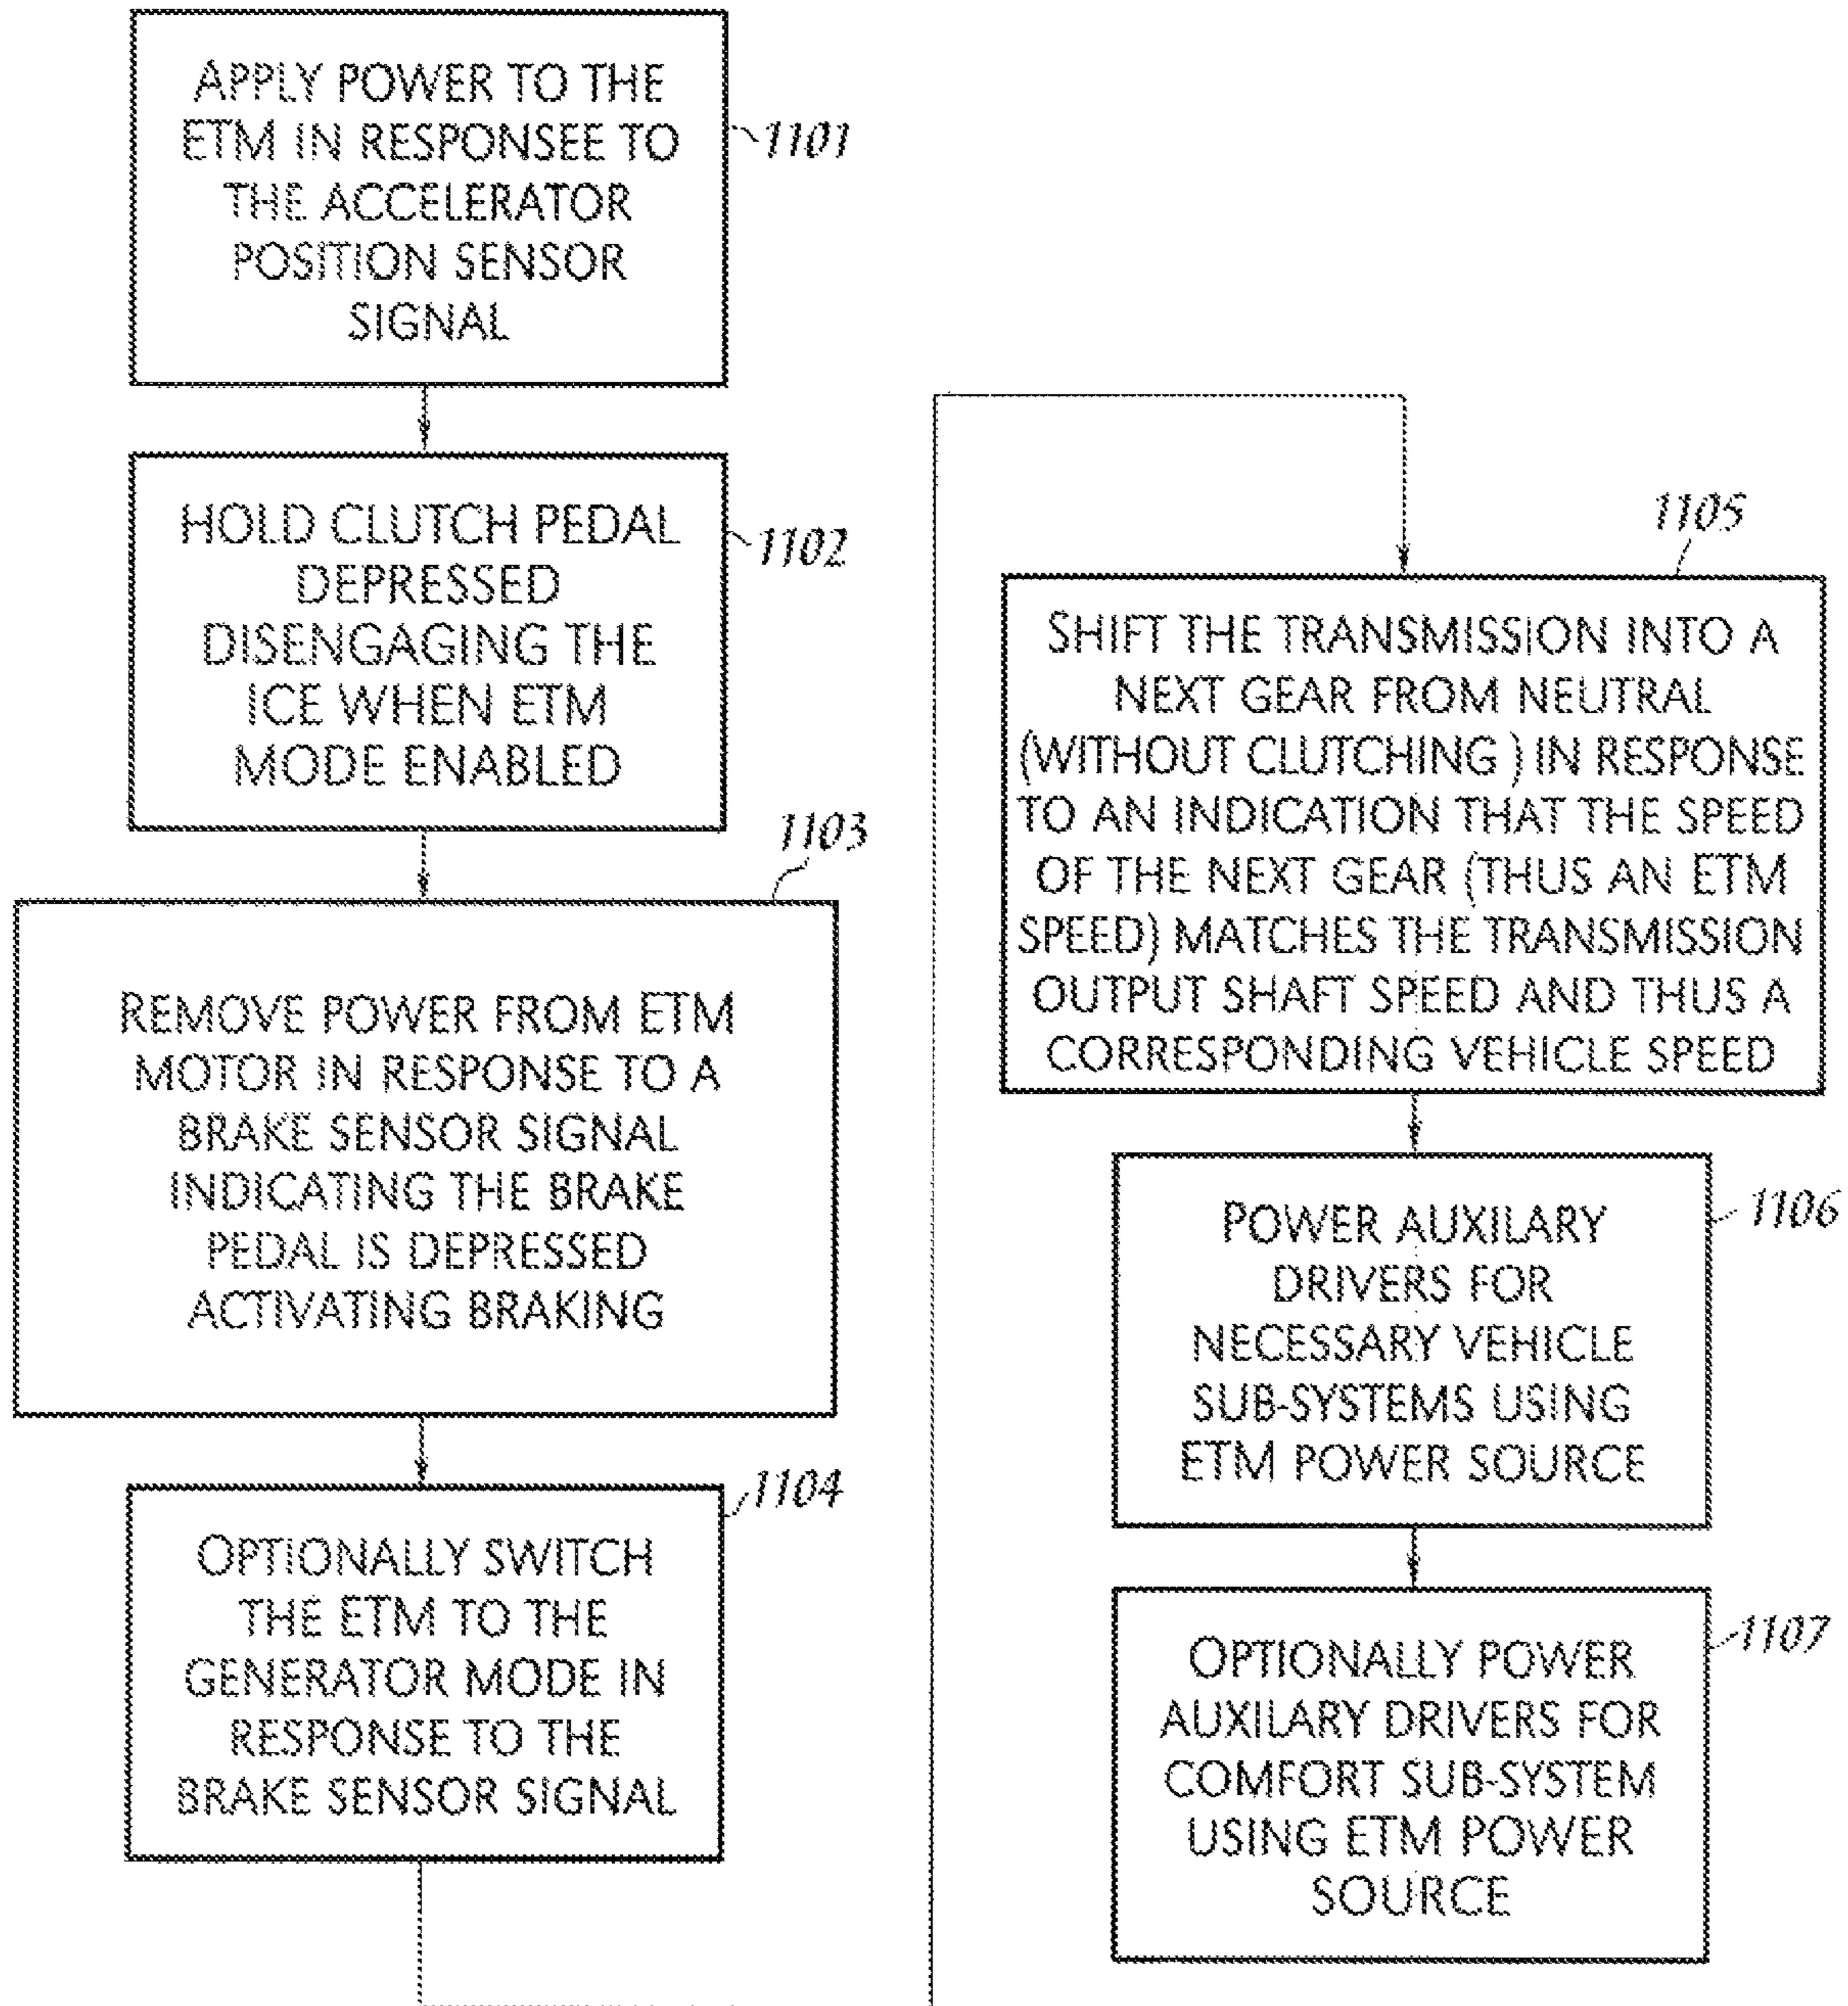 APPLY POWER TO THE
ETM IN RESPONSEE TO
THE ACCELERATOR
POSITION SENSOR
SIGNAL
1101
HOLD CLUTCH PEDAL
DEPRESSED
DISENGAGING THE
ICE WHEN ETM
MODE ENABLED
1102
1103
REMOVE POWER FROM ETM
MOTOR IN RESPONSE TO A
BRAKE SENSOR SIGNAL
INDICATING THE BRAKE
PEDAL IS DEPRESSED
ACTIVATING BRAKING
1104
OPTIONALLY SWITCH
THE ETM TO THE
GENERATOR MODE IN
RESPONSE TO THE
BRAKE SENSOR SIGNAL
1105
SHIFT THE TRANSMISSION INTO A
NEXT GEAR FROM NEUTRAL
(WITHOUT CLUTCHING ) IN RESPONSE
TO AN INDICATION THAT THE SPEED
OF THE NEXT GEAR (THUS AN ETM
SPEED) MATCHES THE TRANSMISSION
OUTPUT SHAFT SPEED AND THUS A
CORRESPONDING VEHICLE SPEED
1106
POWER AUXILARY
DRIVERS FOR
NECESSARY VEHICLE
SUB-SYSTEMS USING
ETM POWER SOURCE
1107
OPTIONALLY POWER
AUXILARY DRIVERS FOR
COMFORT SUB-SYSTEM
USING ETM POWER
SOURCE